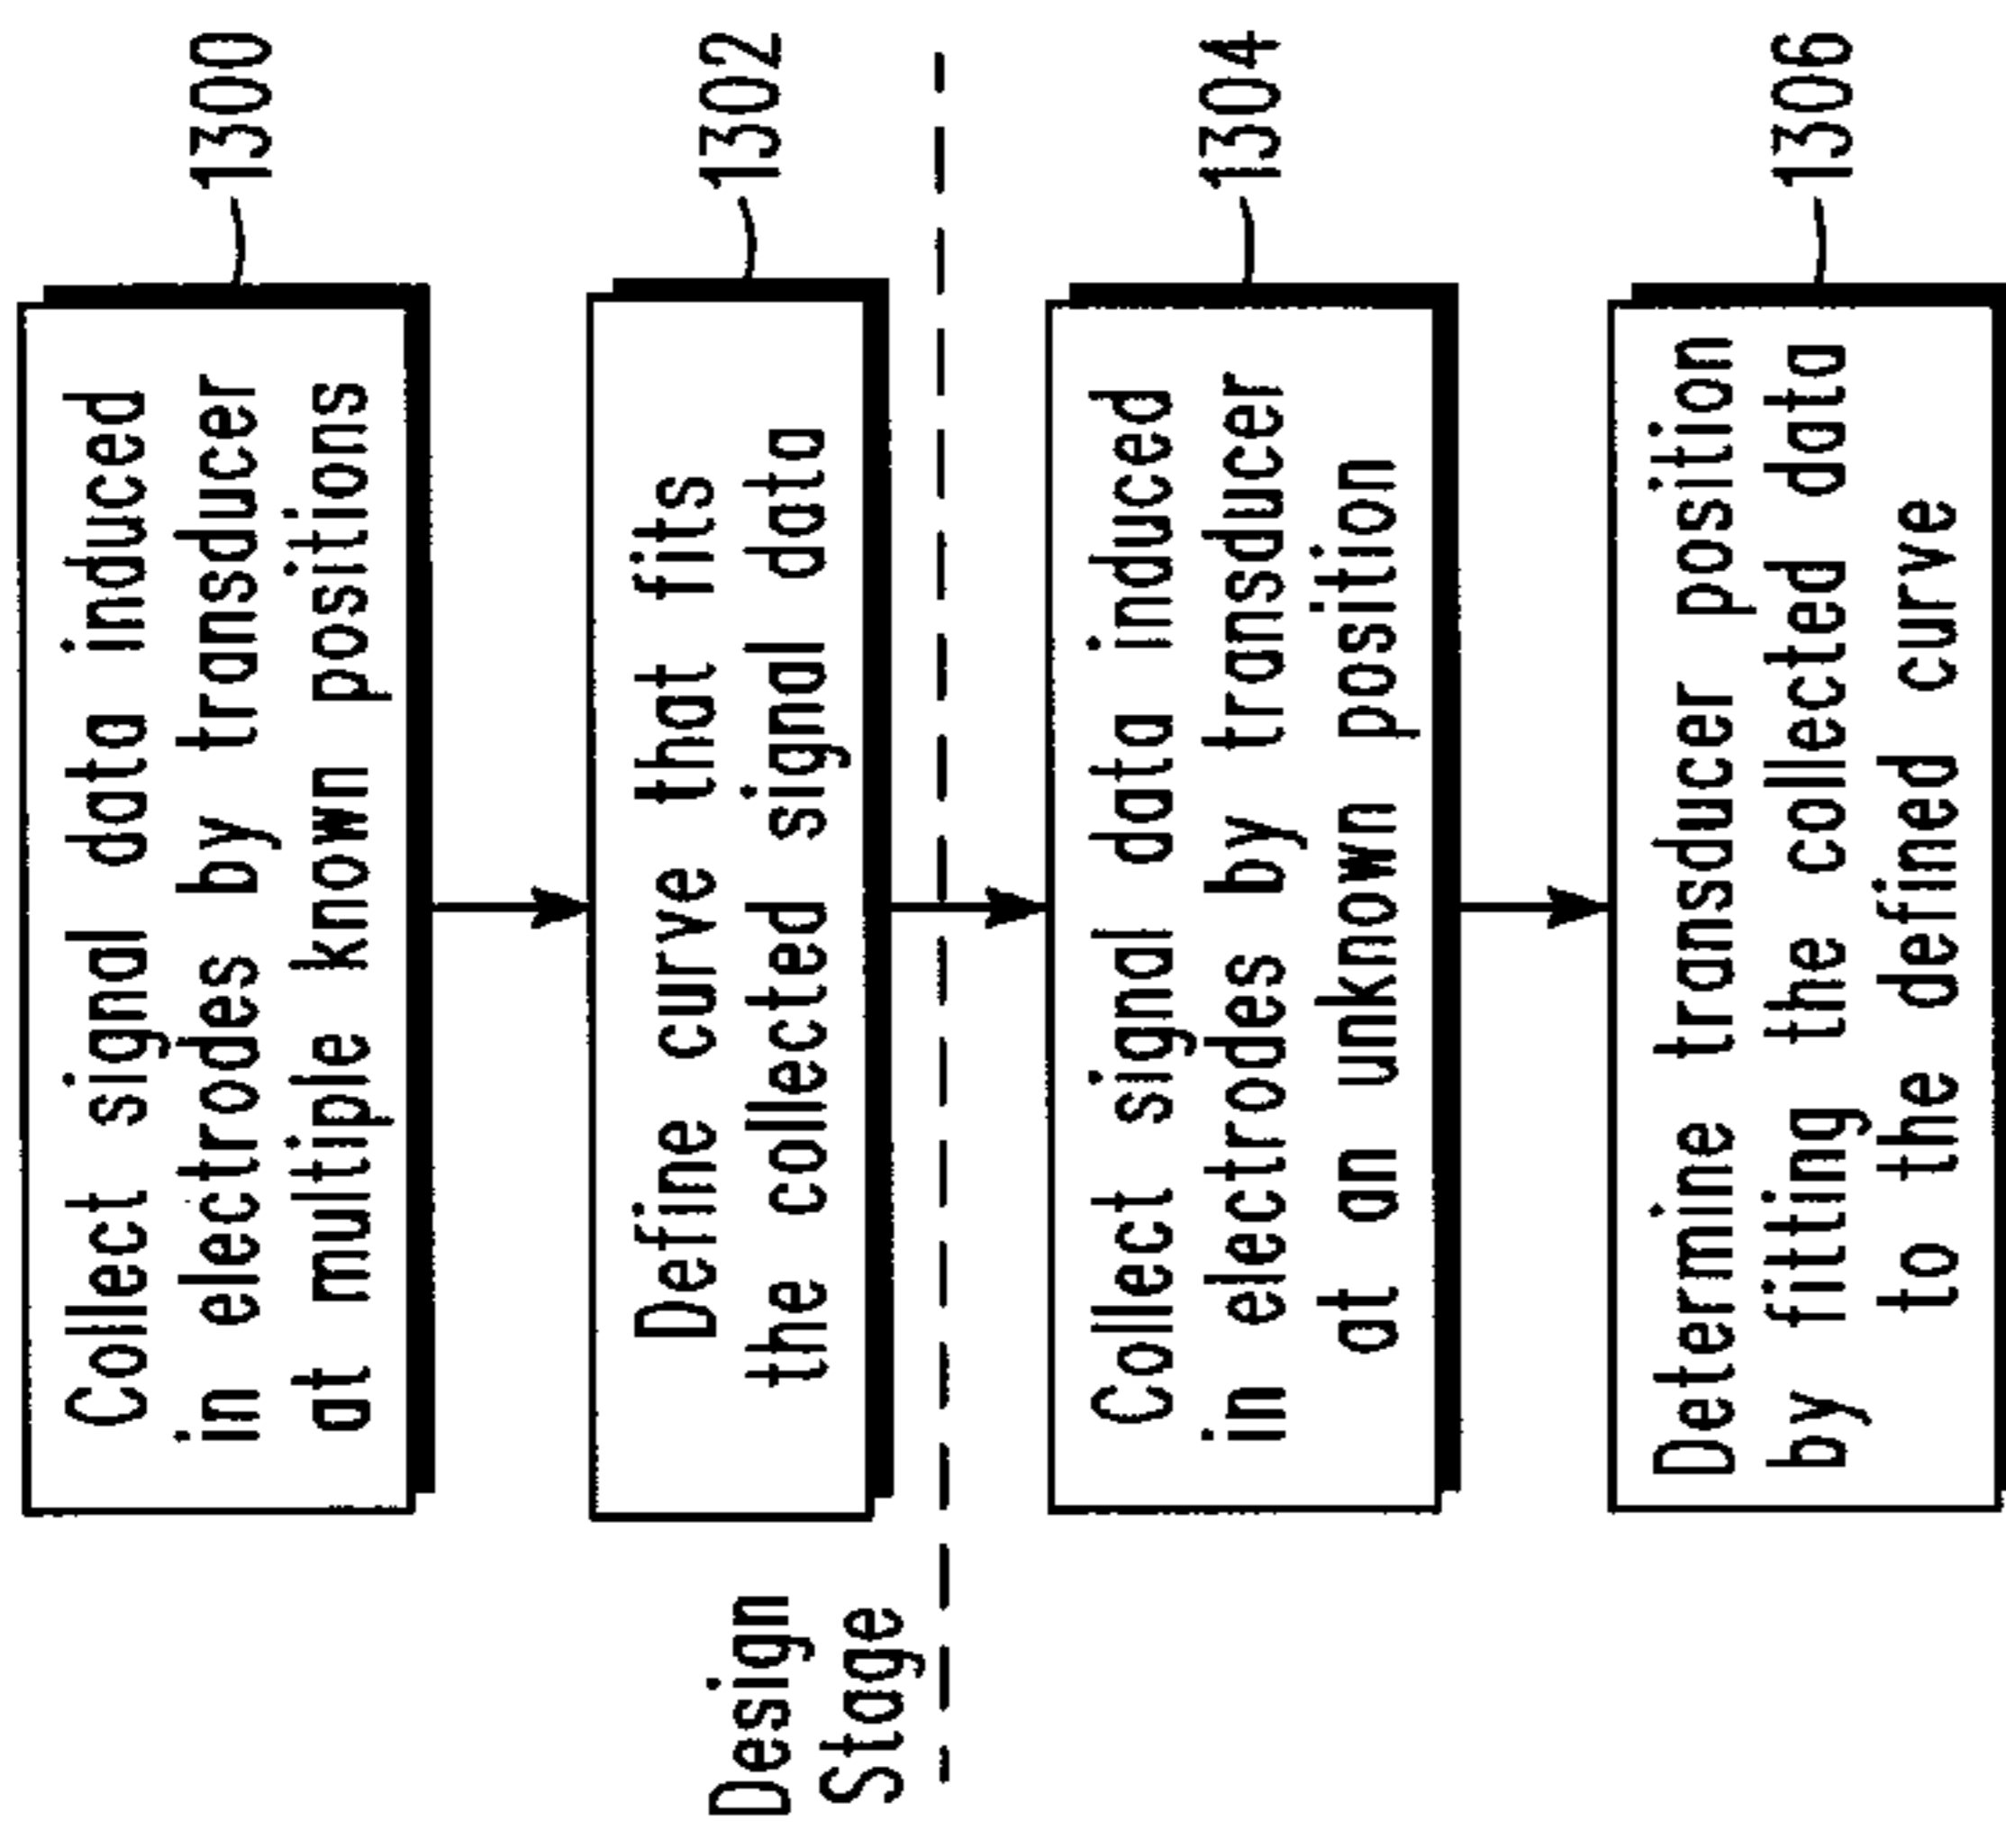 Collect signal data induced
in electrodes by transducer
at multiple known positions
1300
Define curve that fits
the collected signal data
1302
Design
Stage
Collect signal data induced
in electrodes by transducer
at an unknown position
1304
Determine transducer position
by fitting the collected data
to the defined curve
1306